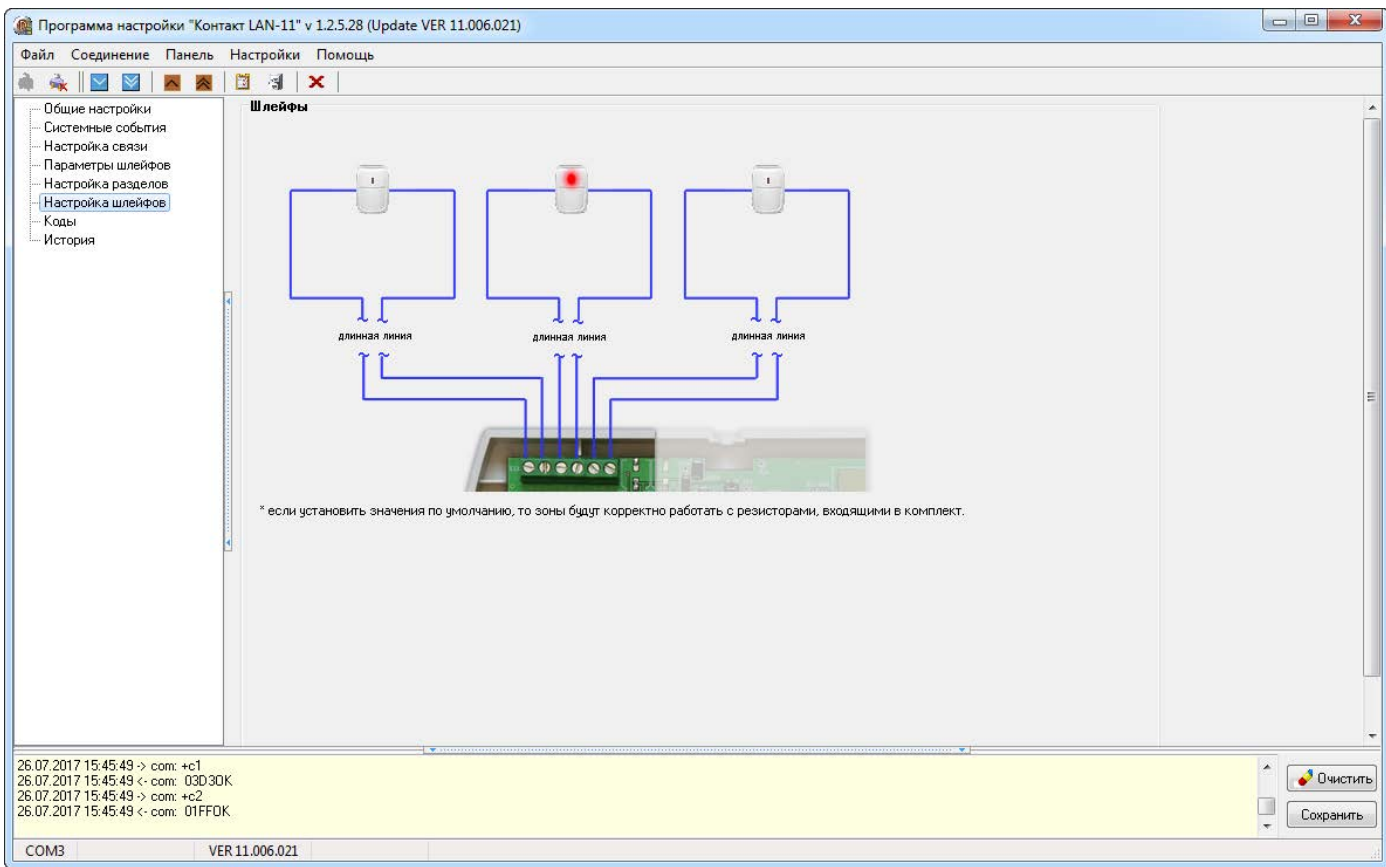 Программа настройки "Контакт LAN-11" v 1.2.5.28 (Update VER 11.006.021)
Файл Соединение Панель Настройки Помощь
Общие настройки
Системные события
Настройка связи
Параметры шлейфов
Настройка разделов
Настройка шлейфов
Коды
История
Шлейфы
длинная линия
длинная линия
длинная линия
* если установить значения по умолчанию, то зоны будут корректно работать с резисторами, входящими в комплект.
26.07.2017 15:45:49 -> com: +c1
26.07.2017 15:45:49 <- com: 03D3OK
26.07.2017 15:45:49 -> com: +c2
26.07.2017 15:45:49 <- com: 01FFOK
Очистить
Сохранить
COM3 VER 11.006.021